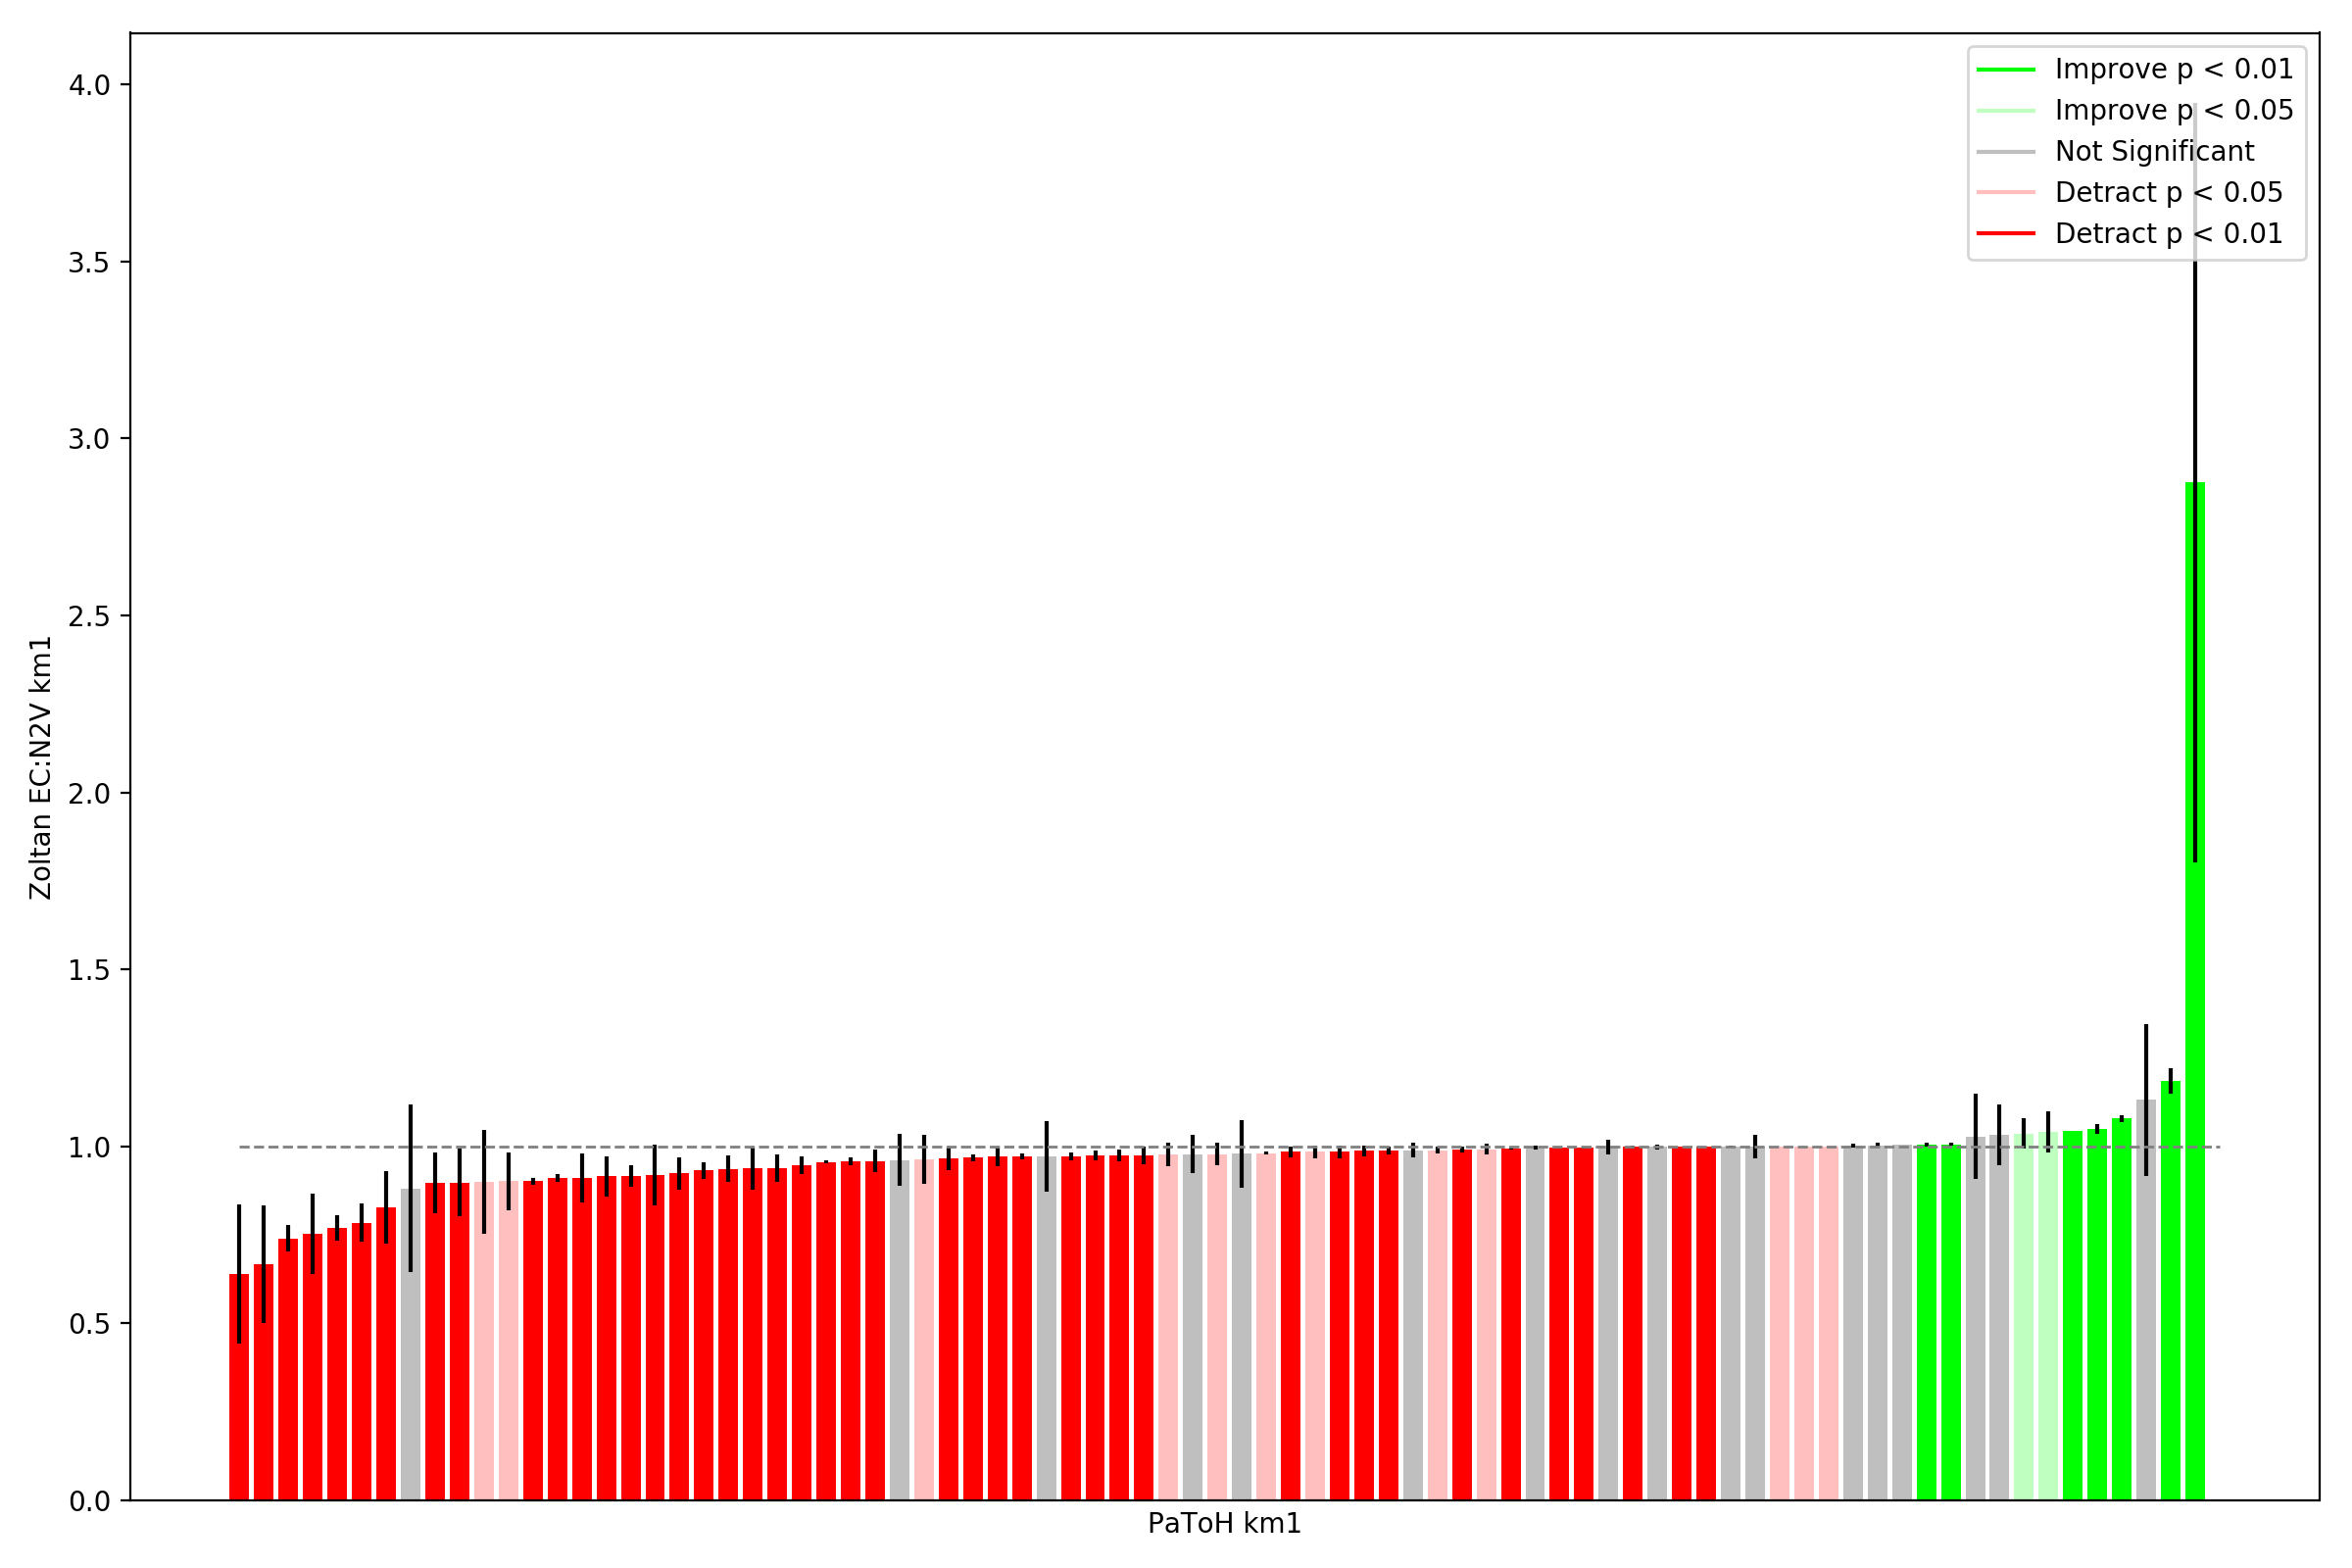 4.0
3.5
3.0
2.5
2.0
1.5
1.0
0.5
0.0
Zoltan EC:N2V km1
PaToH km1
Improve p < 0.01
Improve p < 0.05
Not Significant
Detract p < 0.05
Detract p < 0.01